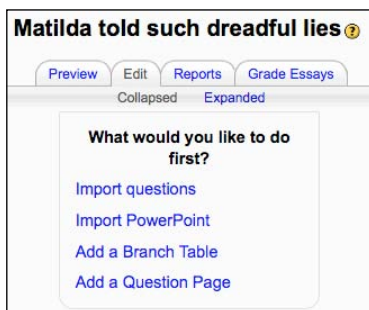 Matilda told such dreadful lies
Preview Edit Reports Grade Essays
Collapsed Expanded
What would you like to do
first?
Import questions
Import PowerPoint
Add a Branch Table
Add a Question Page